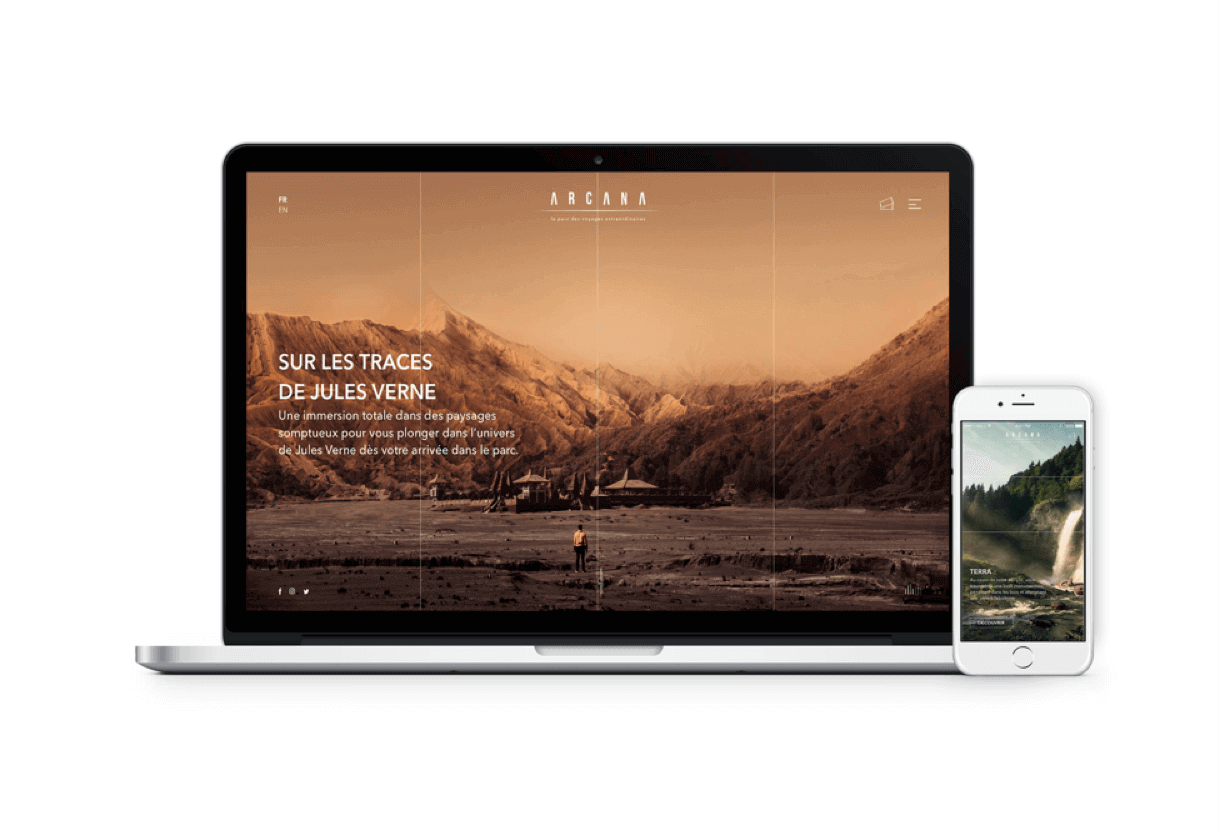 FR
EN
ARCANA
le parc des voyages extraordinaires
SUR LES TRACES
DE JULES VERNE
Une immersion totale dans des paysages
somptueux pour vous plonger dans l'univers
de Jules Verne dès votre arrivée dans le parc.
ARCANA
TERRA
DÉCOUVRIR